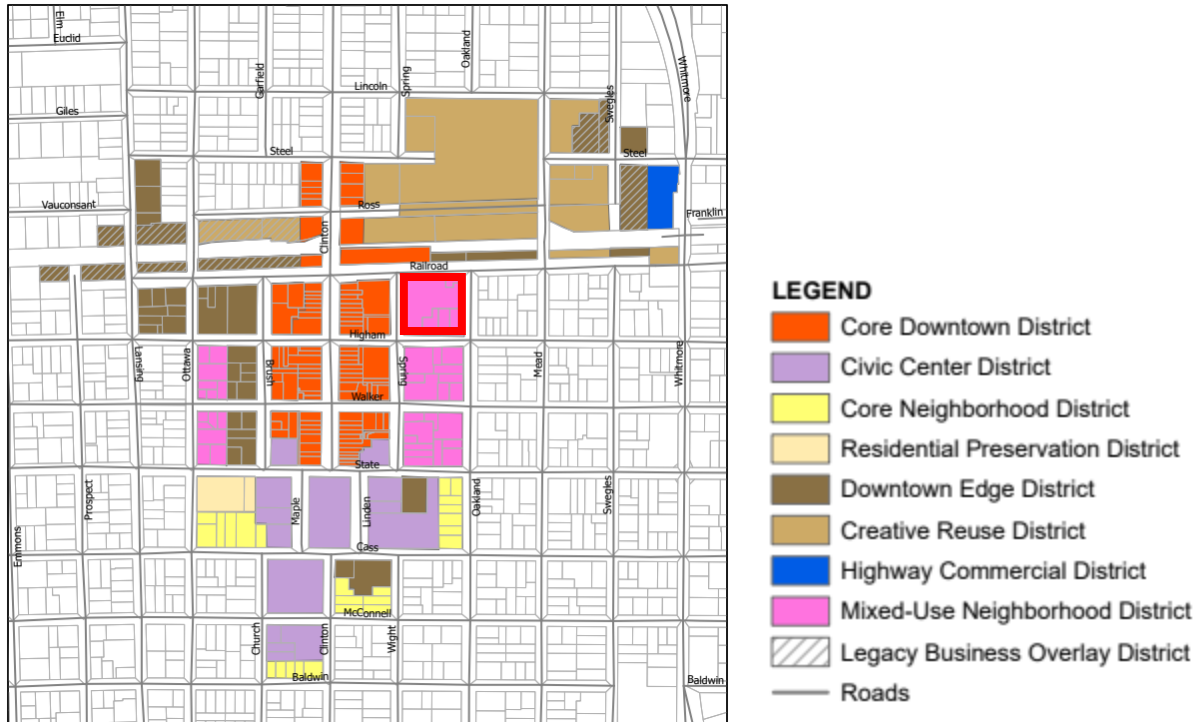 Elm
Euclid
Oakland
Whitmore
Garfield
Spring
Lincoln
Giles
Swegles
Steel
Steel
Vauconsant
Ross
Franklin
Clinton
Railroad
Higham
Lansing
Ottawa
Brush
Spring
Mead
Whitmore
Walker
State
Prospect
Maple
Linden
Oakland
Swegles
Emmons
Cass
McConnell
Church
Clinton
Wight
Baldwin
Baldwin
LEGEND
Core Downtown District
Civic Center District
Core Neighborhood District
Residential Preservation District
Downtown Edge District
Creative Reuse District
Highway Commercial District
Mixed-Use Neighborhood District
Legacy Business Overlay District
Roads